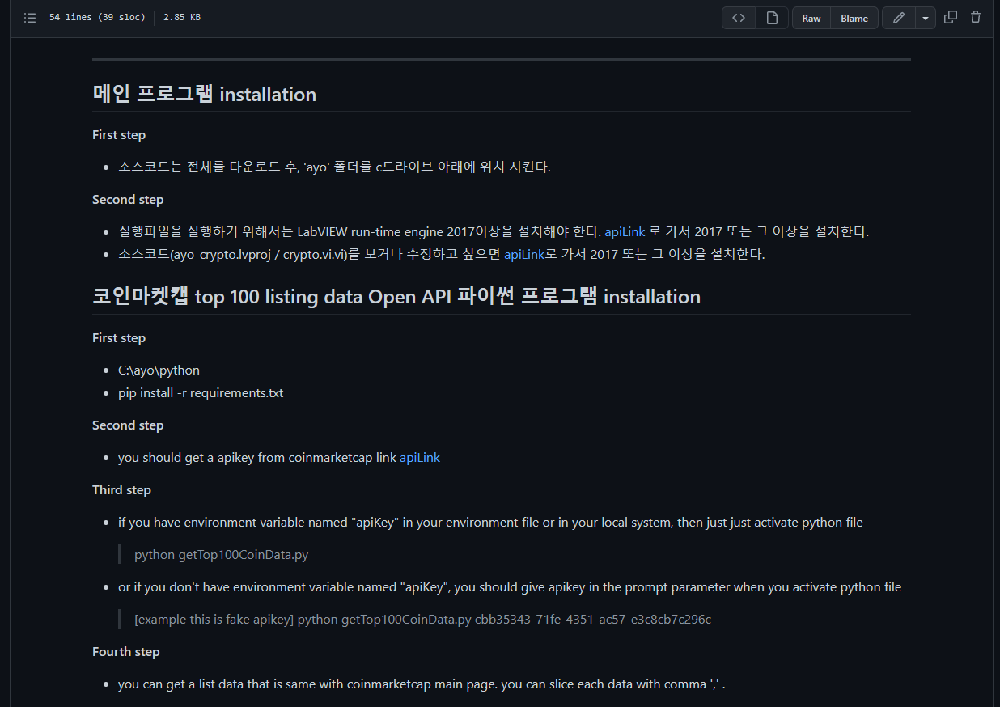 54 lines (39 sloc) 2.85 KB
Raw Blame
메인 프로그램 installation
First step
소스코드는 전체를 다운로드 후, 'ayo' 폴더를 c드라이브 아래에 위치 시킨다.
Second step
실행파일을 실행하기 위해서는 LabVIEW run-time engine 2017이상을 설치해야 한다. apiLink 로 가서 2017 또는 그 이상을 설치한다.
소스코드(ayo_crypto.lvproj / crypto.vi.vi)를 보거나 수정하고 싶으면 apiLink로 가서 2017 또는 그 이상을 설치한다.
코인마켓캡 top 100 listing data Open API 파이썬 프로그램 installation
First step
C:\ayo\python
pip install -r requirements.txt
Second step
you should get a apikey from coinmarketcap link apiLink
Third step
if you have environment variable named "apiKey" in your environment file or in your local system, then just just activate python file
python getTop100CoinData.py
or if you don't have environment variable named "apiKey", you should give apikey in the prompt parameter when you activate python file
[example this is fake apikey] python getTop100CoinData.py cbb35343-71fe-4351-ac57-e3c8cb7c296c
Fourth step
you can get a list data that is same with coinmarketcap main page. you can slice each data with comma ',' .